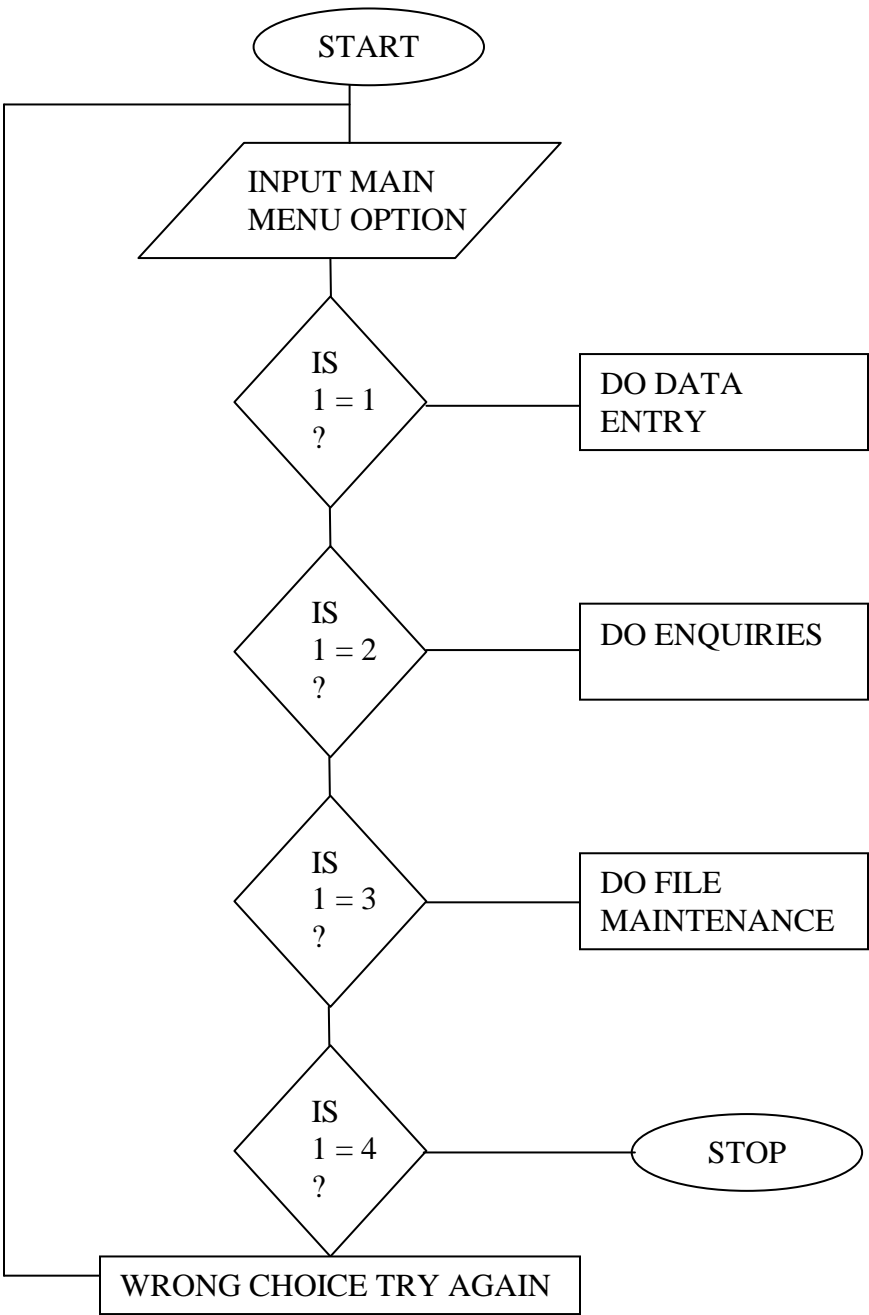 START
INPUT MAIN
MENU OPTION
IS
1 = 1
?
DO DATA
ENTRY
IS
1 = 2
?
DO ENQUIRIES
IS
1 = 3
?
DO FILE
MAINTENANCE
IS
1 = 4
?
STOP
WRONG CHOICE TRY AGAIN